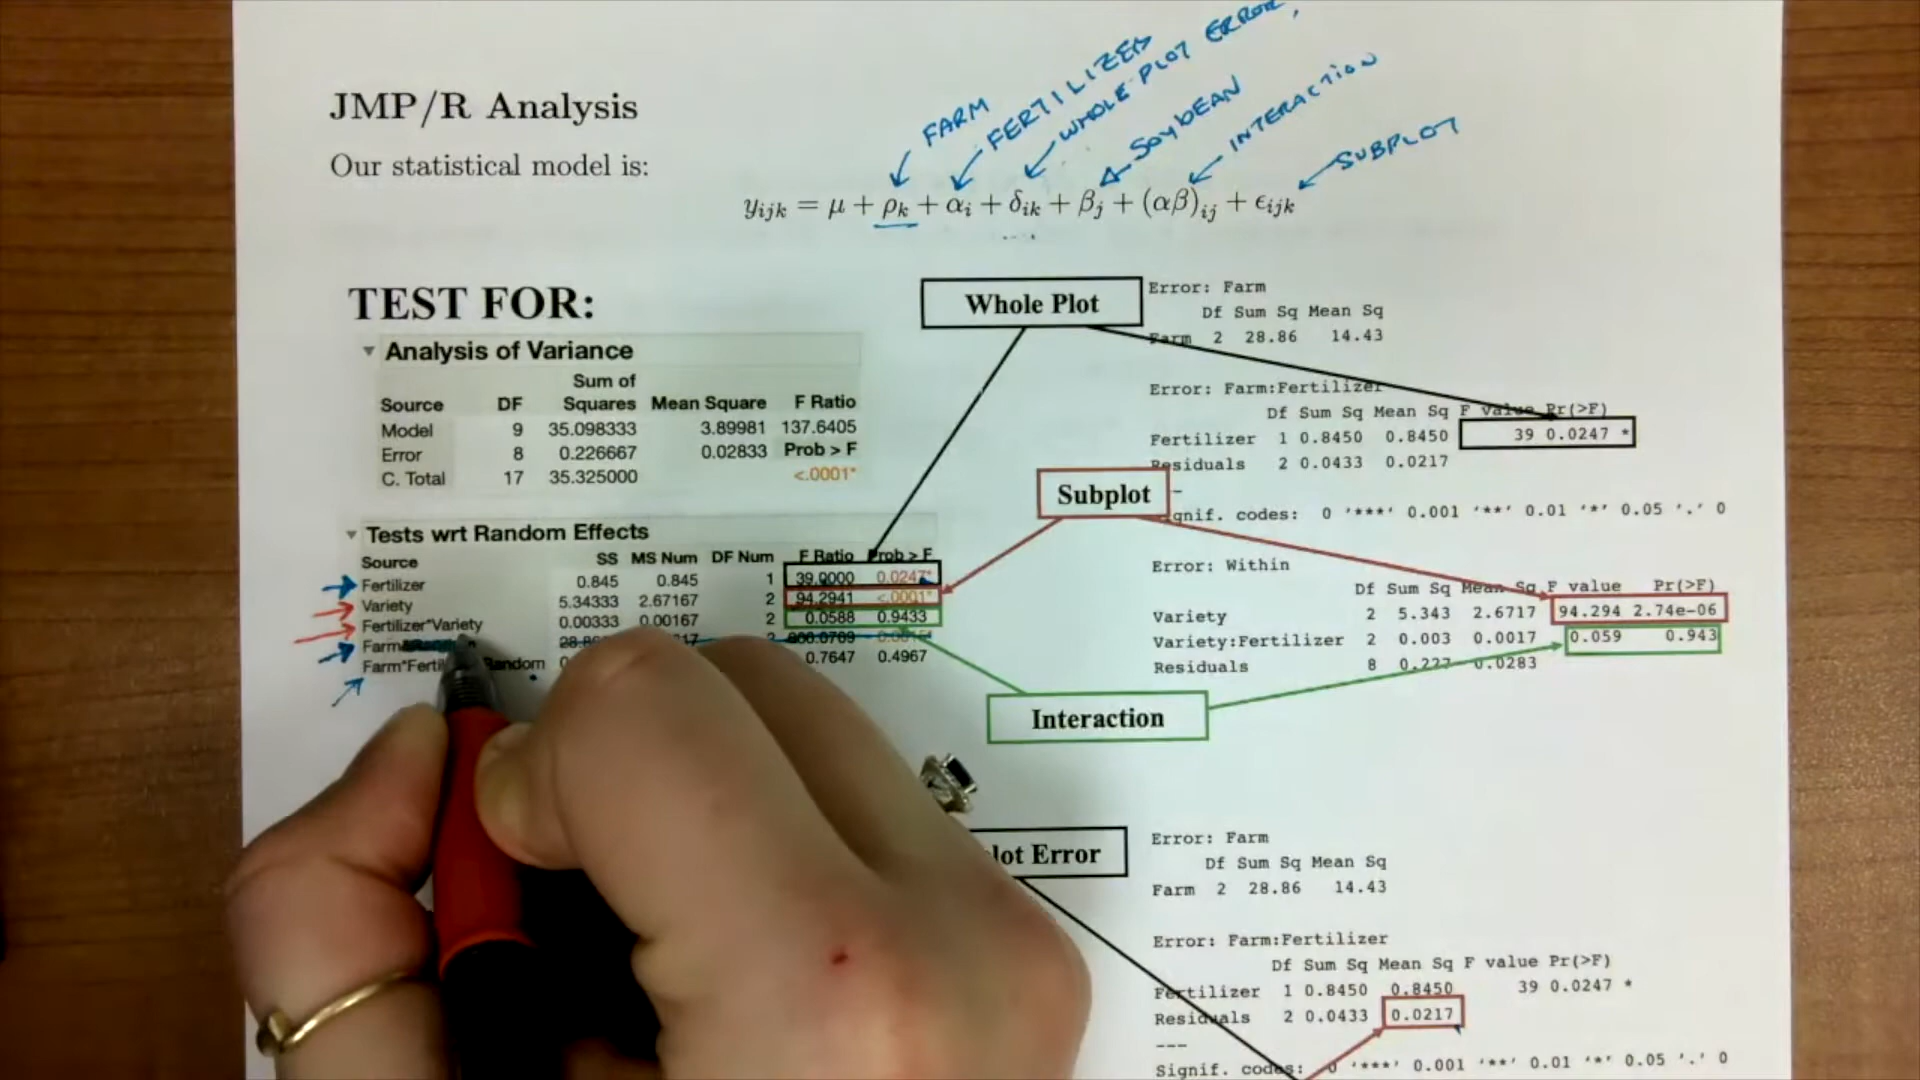 JMP/R Analysis
Our statistical model is:
FARM
FERTILIZER
WHOLE PLOT ERROR,
SOYBEAN
INTERACTION
SUBPLOT
yᵢⱼₖ = μ + ρₖ + αᵢ + δᵢₖ + βⱼ + (αβ)ᵢⱼ + ϵᵢⱼₖ
TEST FOR:
Analysis of Variance
Sum of
Source DF Squares Mean Square F Ratio
Model 9 35.098333 3.89981 137.6405
Error 8 0.226667 0.02833 Prob > F
C. Total 17 35.325000 <.0001*
Tests wrt Random Effects
Source SS MS Num DF Num F Ratio Prob > F
Fertilizer 0.845 0.845 1 39.0000 0.0247*
Variety 5.34333 2.67167 2 94.2941 <.0001*
Fertilizer*Variety 0.00333 0.00167 2 0.0588 0.9433
Farm
Farm*Fertil Random 0.7647 0.4967
Whole Plot
Subplot
Interaction
lot Error
Error: Farm
Df Sum Sq Mean Sq
Farm 2 28.86 14.43
Error: Farm:Fertilizer
Df Sum Sq Mean Sq F value Pr(>F)
Fertilizer 1 0.8450 0.8450 39 0.0247 *
Residuals 2 0.0433 0.0217
Signif. codes: 0 '***' 0.001 '**' 0.01 '*' 0.05 '.' 0
Error: Within
Df Sum Sq Mean Sq F value Pr(>F)
Variety 2 5.343 2.6717 94.294 2.74e-06
Variety:Fertilizer 2 0.003 0.0017 0.059 0.943
Residuals 8 0.227 0.0283
Error: Farm
Df Sum Sq Mean Sq
Farm 2 28.86 14.43
Error: Farm:Fertilizer
Df Sum Sq Mean Sq F value Pr(>F)
Fertilizer 1 0.8450 0.8450 39 0.0247 *
Residuals 2 0.0433 0.0217
---
Signif. codes: 0 '***' 0.001 '**' 0.01 '*' 0.05 '.' 0